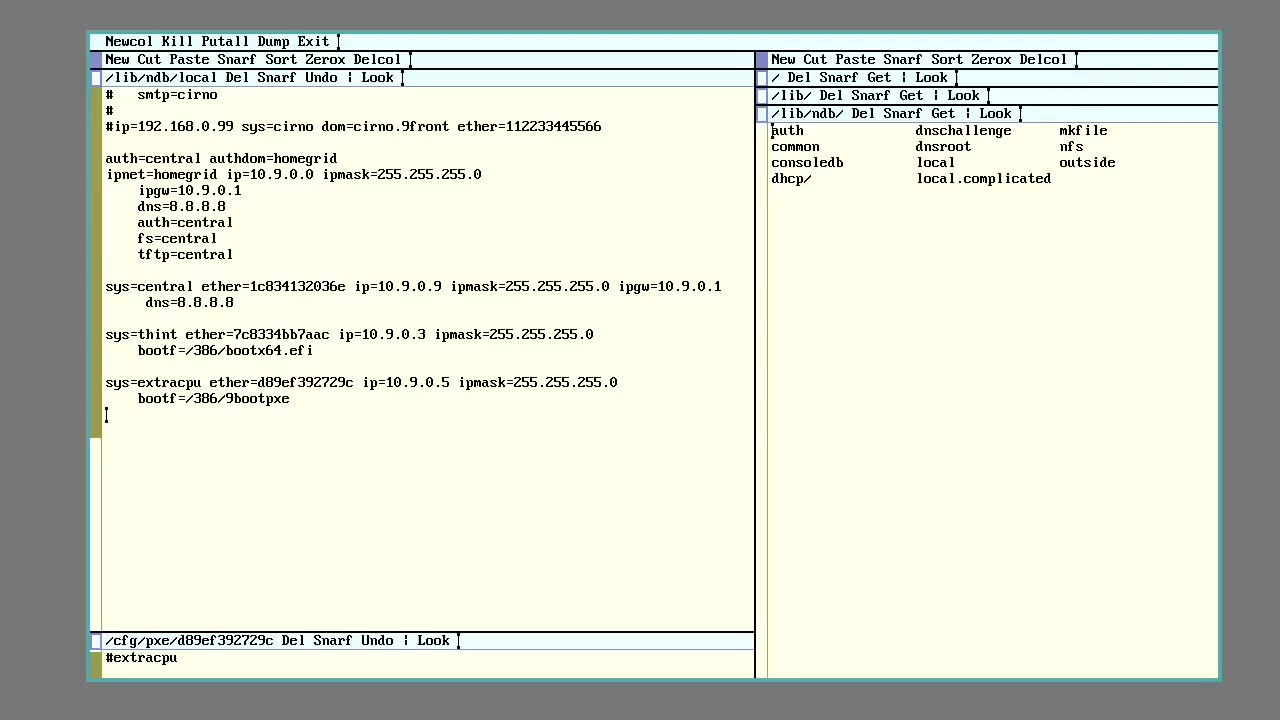 Newcol Kill Putall Dump Exit
New Cut Paste Snarf Sort Zerox Delcol
/lib/ndb/local Del Snarf Undo | Look
#   smtp=cirno
#
#ip=192.168.0.99 sys=cirno dom=cirno.9front ether=112233445566
auth=central authdom=homegrid
ipnet=homegrid ip=10.9.0.0 ipmask=255.255.255.0
    ipgw=10.9.0.1
    dns=8.8.8.8
    auth=central
    fs=central
    tftp=central
sys=central ether=1c834132036e ip=10.9.0.9 ipmask=255.255.255.0 ipgw=10.9.0.1
     dns=8.8.8.8
sys=thint ether=7c8334bb7aac ip=10.9.0.3 ipmask=255.255.255.0
    bootf=/386/bootx64.efi
sys=extracpu ether=d89ef392729c ip=10.9.0.5 ipmask=255.255.255.0
    bootf=/386/9bootpxe
/cfg/pxe/d89ef392729c Del Snarf Undo | Look
#extracpu
New Cut Paste Snarf Sort Zerox Delcol
/ Del Snarf Get | Look
/lib/ Del Snarf Get | Look
/lib/ndb/ Del Snarf Get | Look
auth dnschallenge mkfile
common dnsroot nfs
consoledb local outside
dhcp/ local.complicated